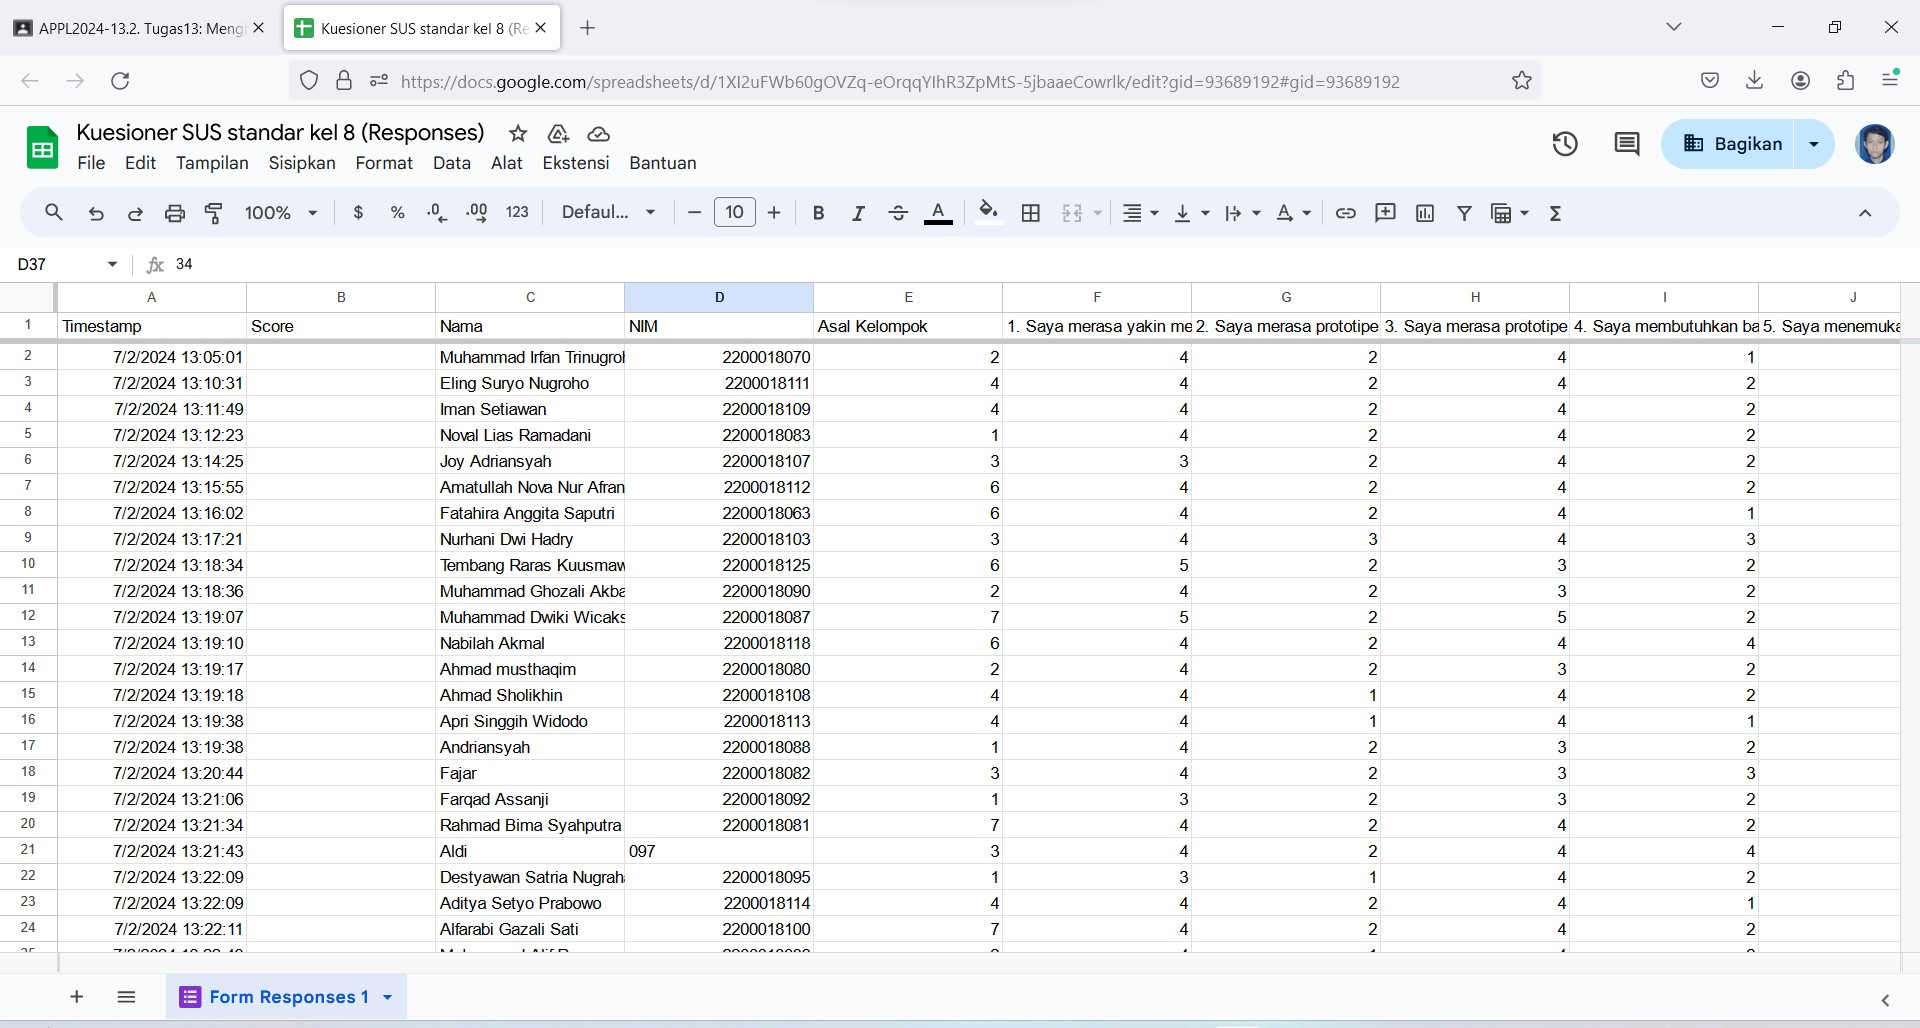 APPL2024-13.2. Tugas13: Mengh
Kuesioner SUS standar kel 8 (Re
https://docs.google.com/spreadsheets/d/1XI2uFWb60gOVZq-eOrqqYIhR3ZpMtS-5jbaaeCowrlk/edit?gid=93689192#gid=93689192
Kuesioner SUS standar kel 8 (Responses)
File Edit Tampilan Sisipkan Format Data Alat Ekstensi Bantuan
Bagikan
100% $ % .0 .00 123 Defaul... 10 B I A
D37 fx 34
A B C D E F G H I J
1 Timestamp Score Nama NIM Asal Kelompok 1. Saya merasa yakin me 2. Saya merasa prototipe 3. Saya merasa prototipe 4. Saya membutuhkan ba 5. Saya menemuka
2 7/2/2024 13:05:01 Muhammad Irfan Trinugroh 2200018070 2 4 2 4 1
3 7/2/2024 13:10:31 Eling Suryo Nugroho 2200018111 4 4 2 4 2
4 7/2/2024 13:11:49 Iman Setiawan 2200018109 4 4 2 4 2
5 7/2/2024 13:12:23 Noval Lias Ramadani 2200018083 1 4 2 4 2
6 7/2/2024 13:14:25 Joy Adriansyah 2200018107 3 3 2 4 2
7 7/2/2024 13:15:55 Amatullah Nova Nur Afran 2200018112 6 4 2 4 2
8 7/2/2024 13:16:02 Fatahira Anggita Saputri 2200018063 6 4 2 4 1
9 7/2/2024 13:17:21 Nurhani Dwi Hadry 2200018103 3 4 3 4 3
10 7/2/2024 13:18:34 Tembang Raras Kuusmaw 2200018125 6 5 2 3 2
11 7/2/2024 13:18:36 Muhammad Ghozali Akba 2200018090 2 4 2 3 2
12 7/2/2024 13:19:07 Muhammad Dwiki Wicaks 2200018087 7 5 2 5 2
13 7/2/2024 13:19:10 Nabilah Akmal 2200018118 6 4 2 4 4
14 7/2/2024 13:19:17 Ahmad musthaqim 2200018080 2 4 2 3 2
15 7/2/2024 13:19:18 Ahmad Sholikhin 2200018108 4 4 1 4 2
16 7/2/2024 13:19:38 Apri Singgih Widodo 2200018113 4 4 1 4 1
17 7/2/2024 13:19:38 Andriansyah 2200018088 1 4 2 3 2
18 7/2/2024 13:20:44 Fajar 2200018082 3 4 2 3 3
19 7/2/2024 13:21:06 Farqad Assanji 2200018092 1 3 2 3 2
20 7/2/2024 13:21:34 Rahmad Bima Syahputra 2200018081 7 4 2 4 2
21 7/2/2024 13:21:43 Aldi 097 3 4 2 4 4
22 7/2/2024 13:22:09 Destyawan Satria Nugrah 2200018095 1 3 1 4 2
23 7/2/2024 13:22:09 Aditya Setyo Prabowo 2200018114 4 4 2 4 1
24 7/2/2024 13:22:11 Alfarabi Gazali Sati 2200018100 7 4 2 4 2
Form Responses 1